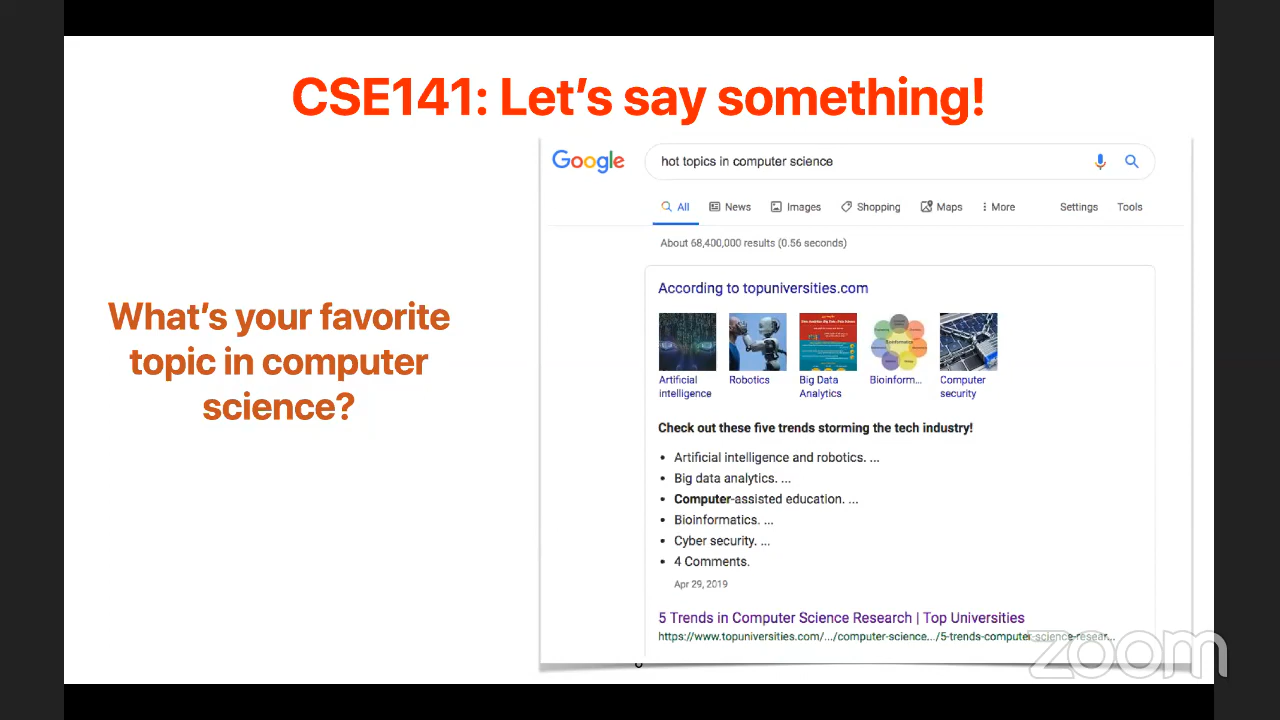 CSE141: Let's say something!
What's your favorite
topic in computer
science?
Google
hot topics in computer science
All News Images Shopping Maps More Settings Tools
About 68,400,000 results (0.56 seconds)
According to topuniversities.com
Artificial intelligence
Robotics
Big Data Analytics
Bioinform...
Computer security
Check out these five trends storming the tech industry!
• Artificial intelligence and robotics. ...
• Big data analytics. ...
• Computer-assisted education. ...
• Bioinformatics. ...
• Cyber security. ...
• 4 Comments.
Apr 29, 2019
5 Trends in Computer Science Research | Top Universities
https://www.topuniversities.com/.../computer-science.../5-trends-computer-science-resear...
zoom